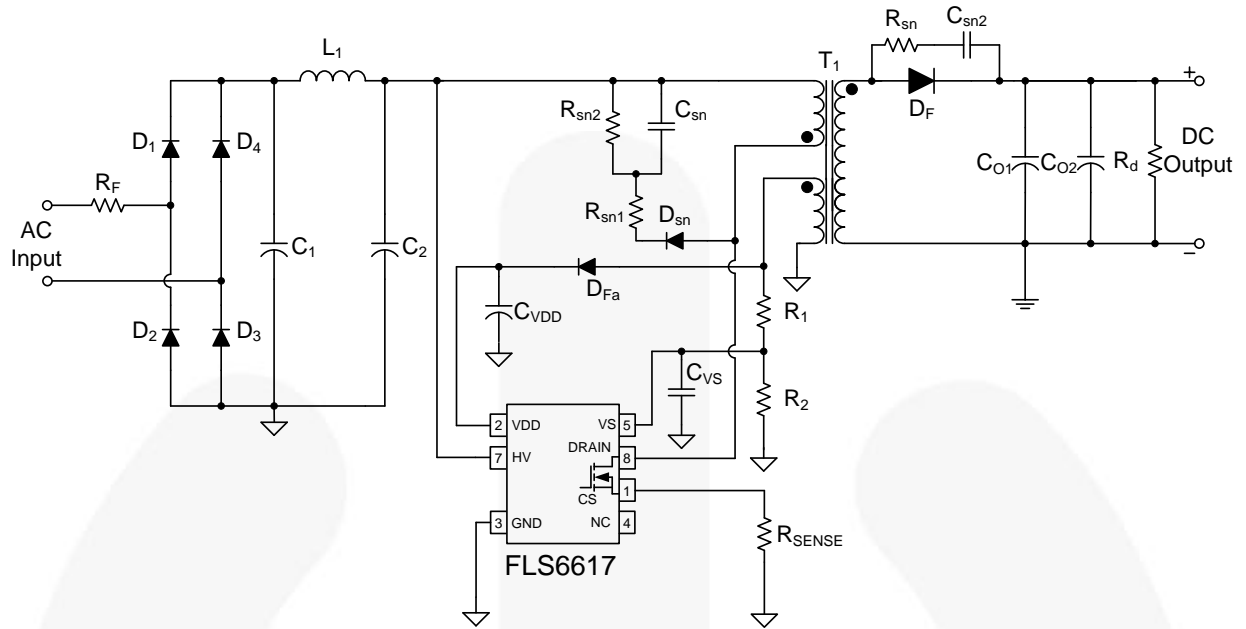 Rsn
Csn2
L1
T1
+
Rsn2
Csn
DF
D1
D4
DC
Output
CO1
CO2
Rd
RF
Rsn1
Dsn
AC
Input
C1
C2
–
DFa
D2
D3
CVDD
R1
CVS
R2
2
VDD
VS
5
7
HV
DRAIN
8
CS
1
3
GND
NC
4
RSENSE
FLS6617